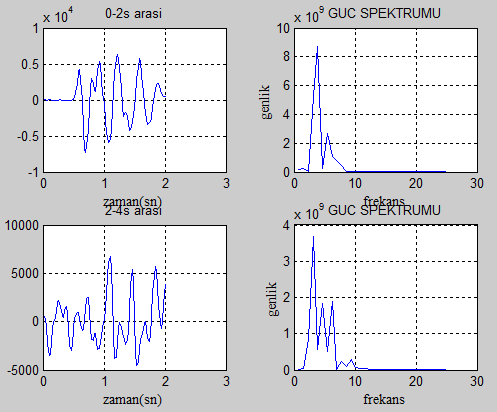 0-2s arasi
GUC SPEKTRUMU
x 10^4
x 10^9
1
0.5
0
-0.5
-1
0 1 2 3
zaman(sn)
genlik
10
8
6
4
2
0
0 10 20 30
frekans
2-4s arasi
GUC SPEKTRUMU
x 10^9
10000
5000
0
-5000
0 1 2 3
zaman(sn)
genlik
4
3
2
1
0
0 10 20 30
frekans